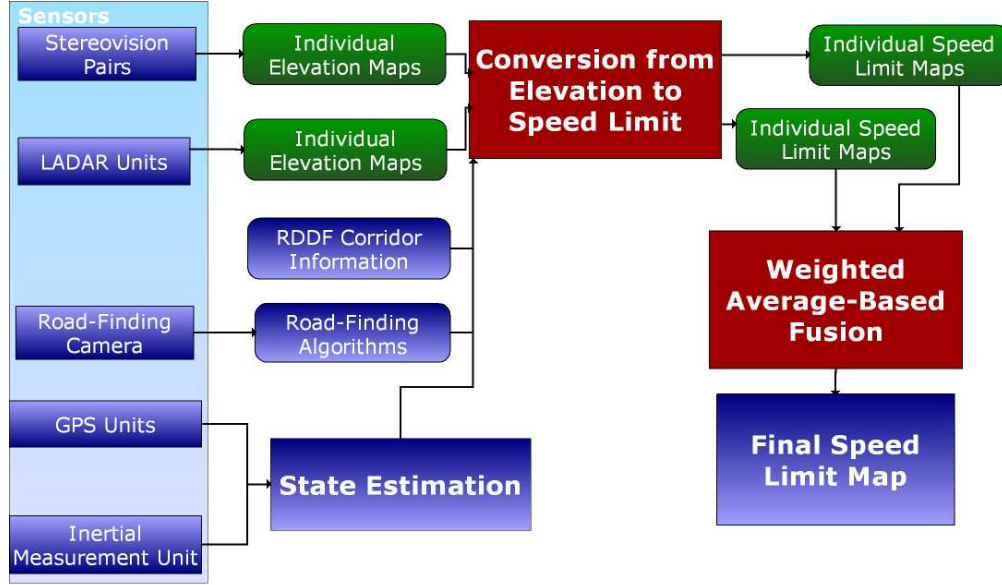 Sensors
Stereovision
Pairs
Individual
Elevation Maps
Conversion from
Elevation to
Speed Limit
Individual Speed
Limit Maps
LADAR Units
Individual
Elevation Maps
Individual Speed
Limit Maps
RDDF Corridor
Information
Weighted
Average-Based
Fusion
Road-Finding
Camera
Road-Finding
Algorithms
GPS Units
State Estimation
Final Speed
Limit Map
Inertial
Measurement Unit